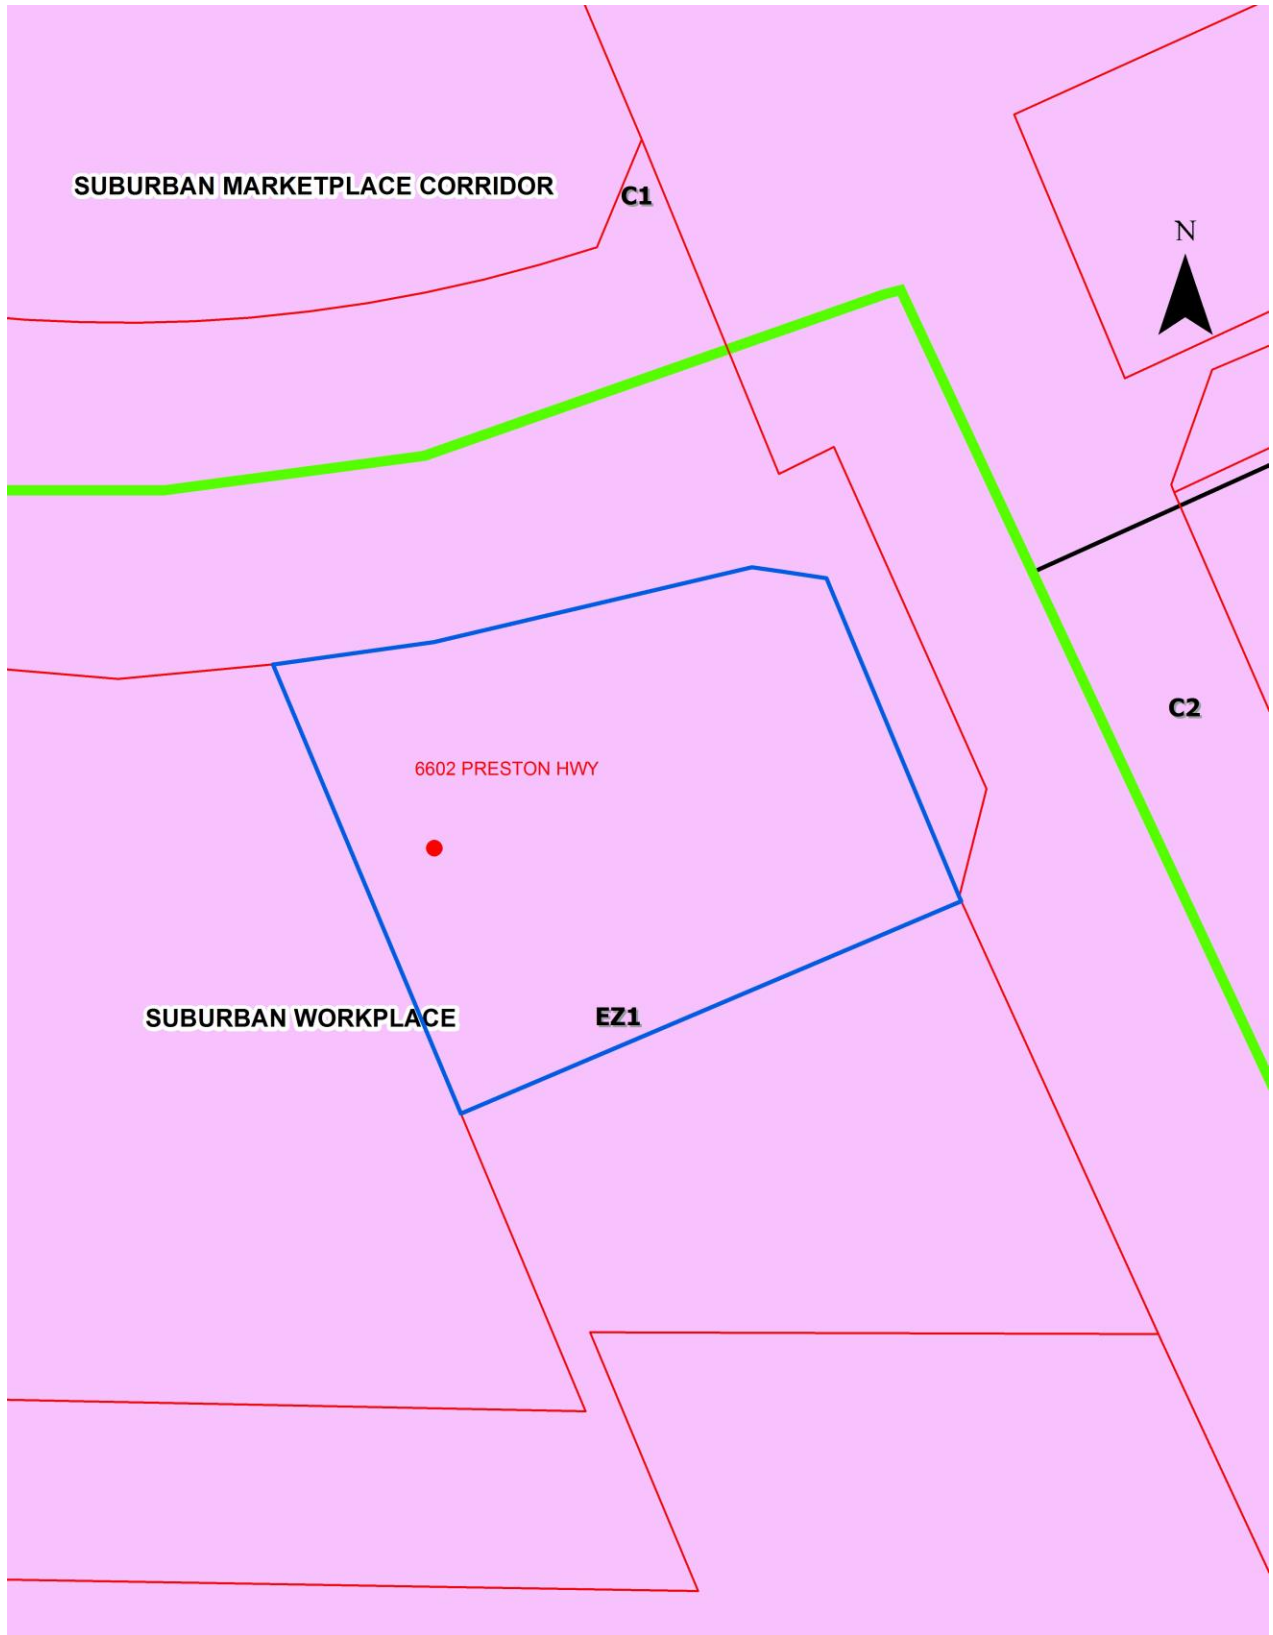 SUBURBAN MARKETPLACE CORRIDOR
C1
N
C2
6602 PRESTON HWY
SUBURBAN WORKPLACE
EZ1